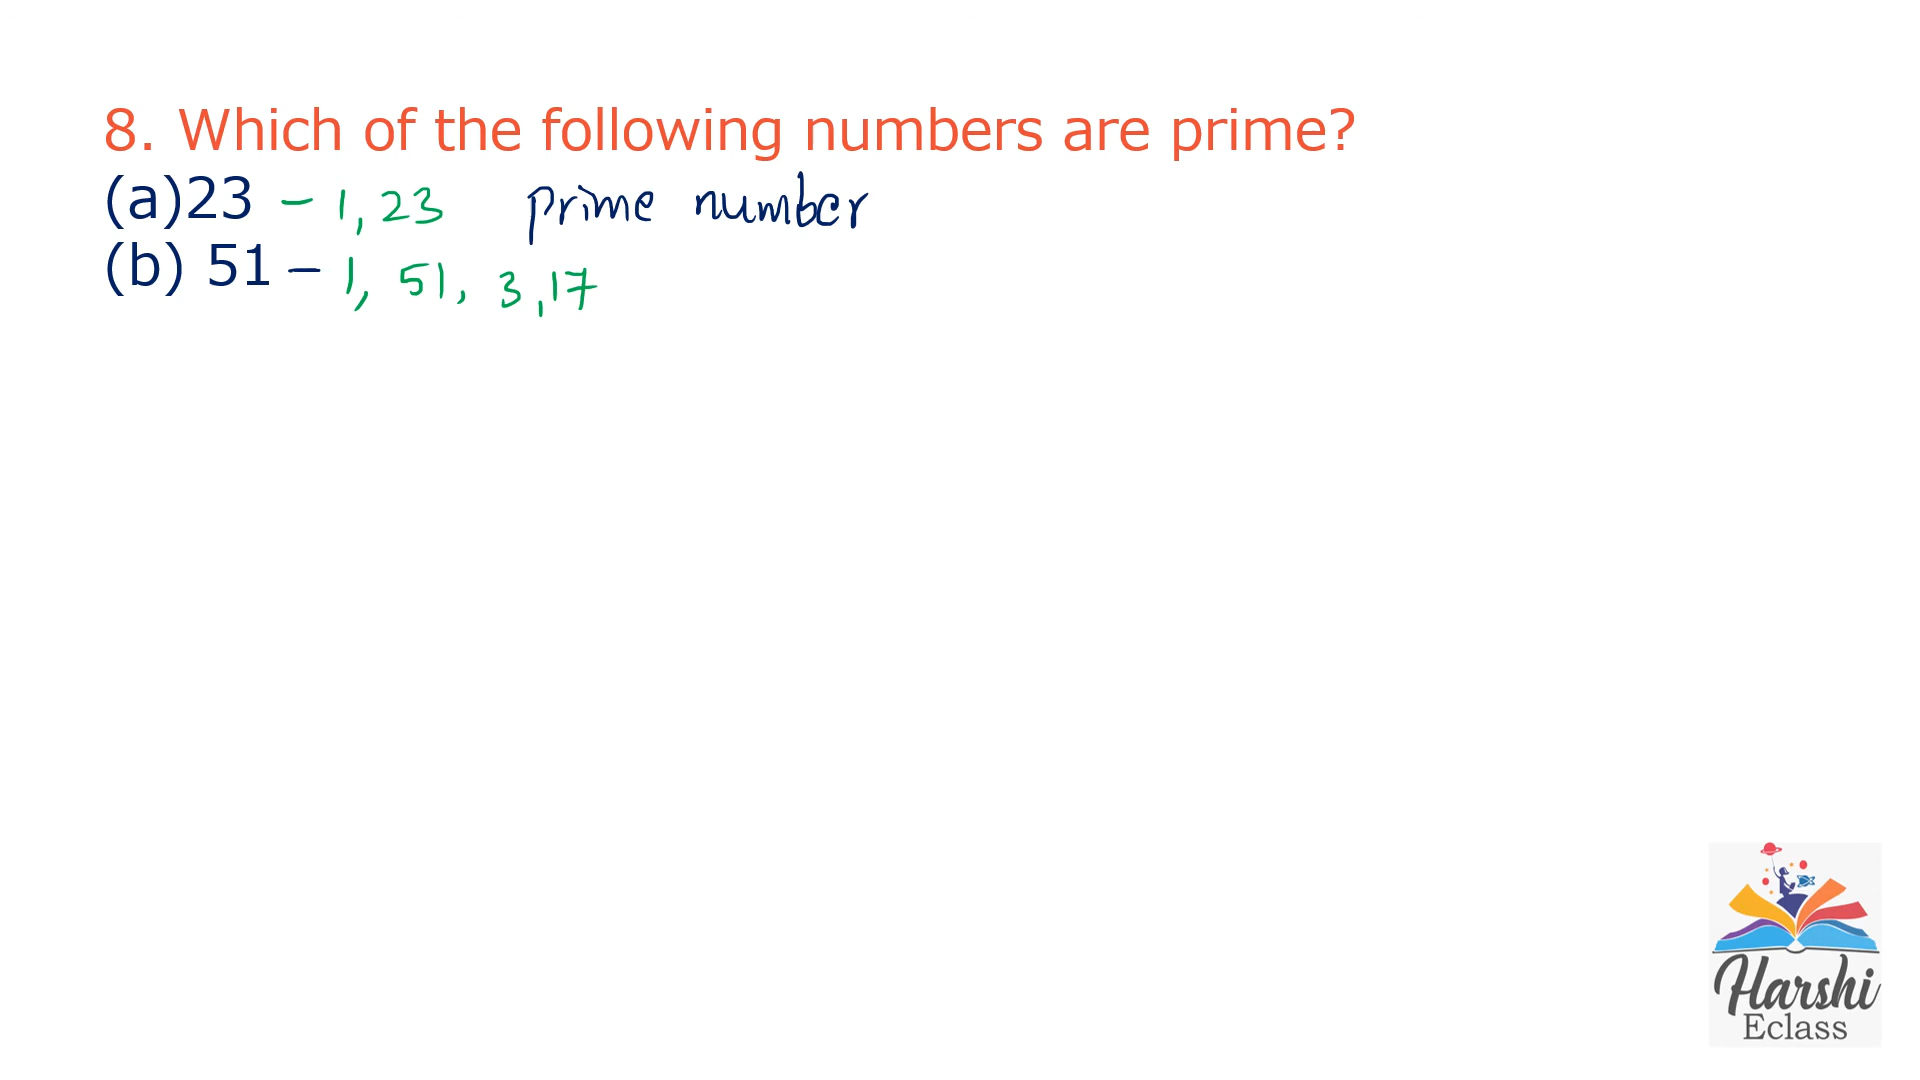 8. Which of the following numbers are prime?
(a)23 – 1, 23 prime number
(b) 51 – 1, 51, 3,17
Harshi
Eclass